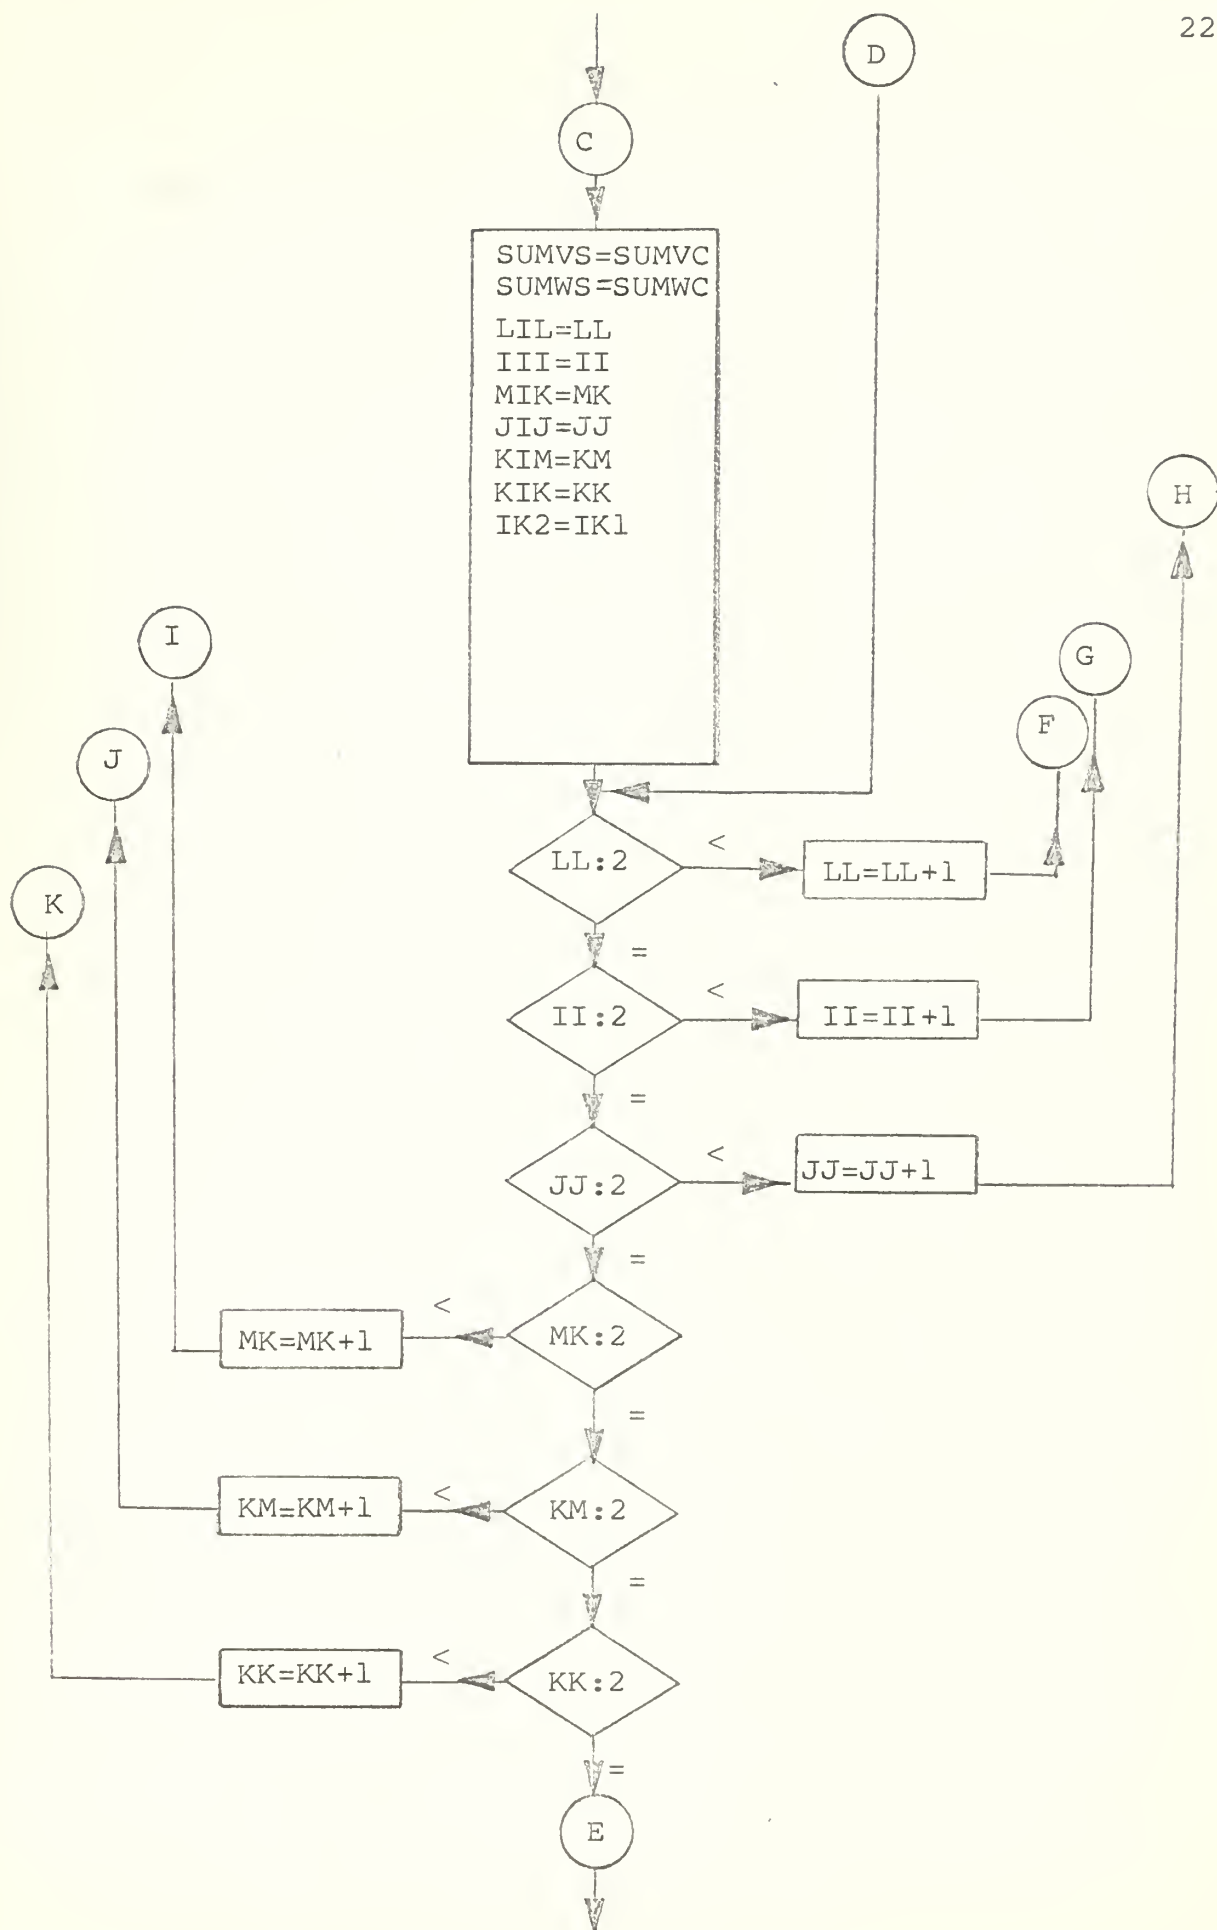 22
D
C
SUMVS=SUMVC
SUMWS=SUMWC
LIL=LL
III=II
MIK=MK
JIJ=JJ
KIM=KM
KIK=KK
IK2=IK1
H
I
G
F
J
K
LL:2
<
LL=LL+1
=
II:2
<
II=II+1
=
JJ:2
<
JJ=JJ+1
=
MK=MK+1
<
MK:2
=
KM=KM+1
<
KM:2
=
KK=KK+1
<
KK:2
=
E